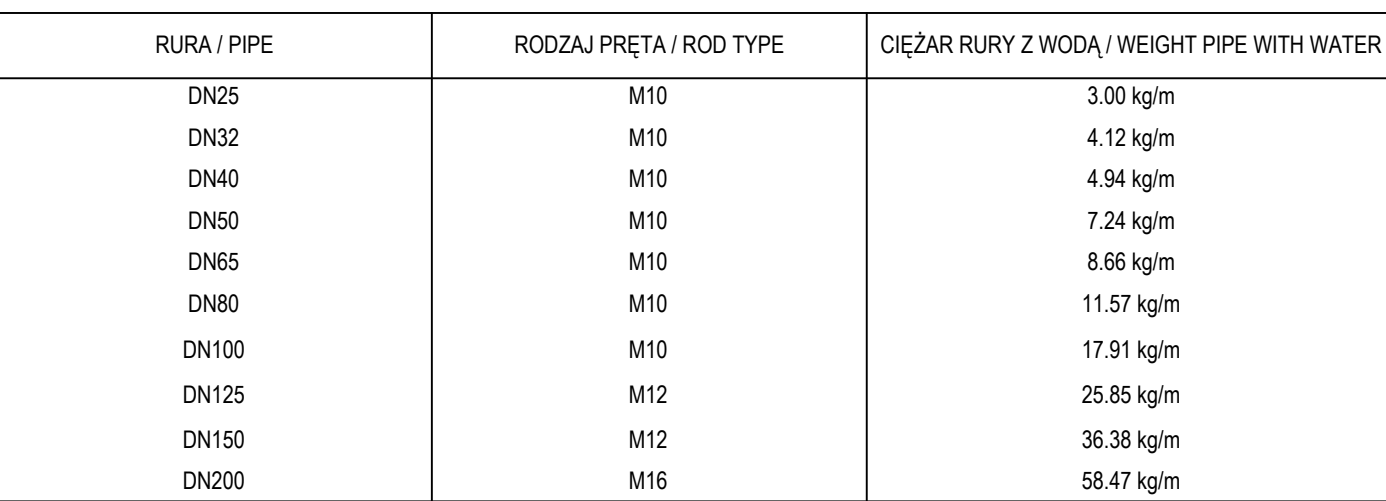 RURA / PIPE RODZAJ PRĘTA / ROD TYPE CIĘŻAR RURY Z WODĄ / WEIGHT PIPE WITH WATER
DN25 M10 3.00 kg/m
DN32 M10 4.12 kg/m
DN40 M10 4.94 kg/m
DN50 M10 7.24 kg/m
DN65 M10 8.66 kg/m
DN80 M10 11.57 kg/m
DN100 M10 17.91 kg/m
DN125 M12 25.85 kg/m
DN150 M12 36.38 kg/m
DN200 M16 58.47 kg/m